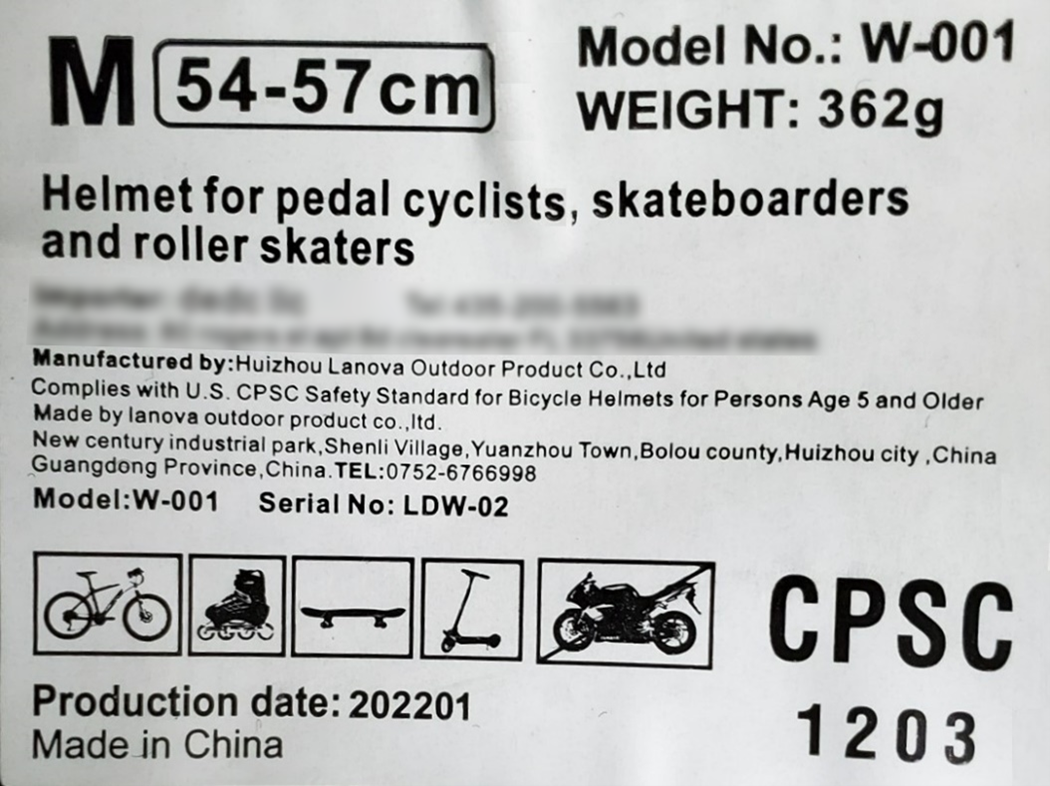 M 54-57cm
Model No.: W-001
WEIGHT: 362g
Helmet for pedal cyclists, skateboarders
and roller skaters
Manufactured by:Huizhou Lanova Outdoor Product Co.,Ltd
Complies with U.S. CPSC Safety Standard for Bicycle Helmets for Persons Age 5 and Older
Made by lanova outdoor product co.,ltd.
New century industrial park,Shenli Village,Yuanzhou Town,Bolou county,Huizhou city ,China
Guangdong Province,China.TEL:0752-6766998
Model:W-001 Serial No: LDW-02
CPSC
1203
Production date: 202201
Made in China